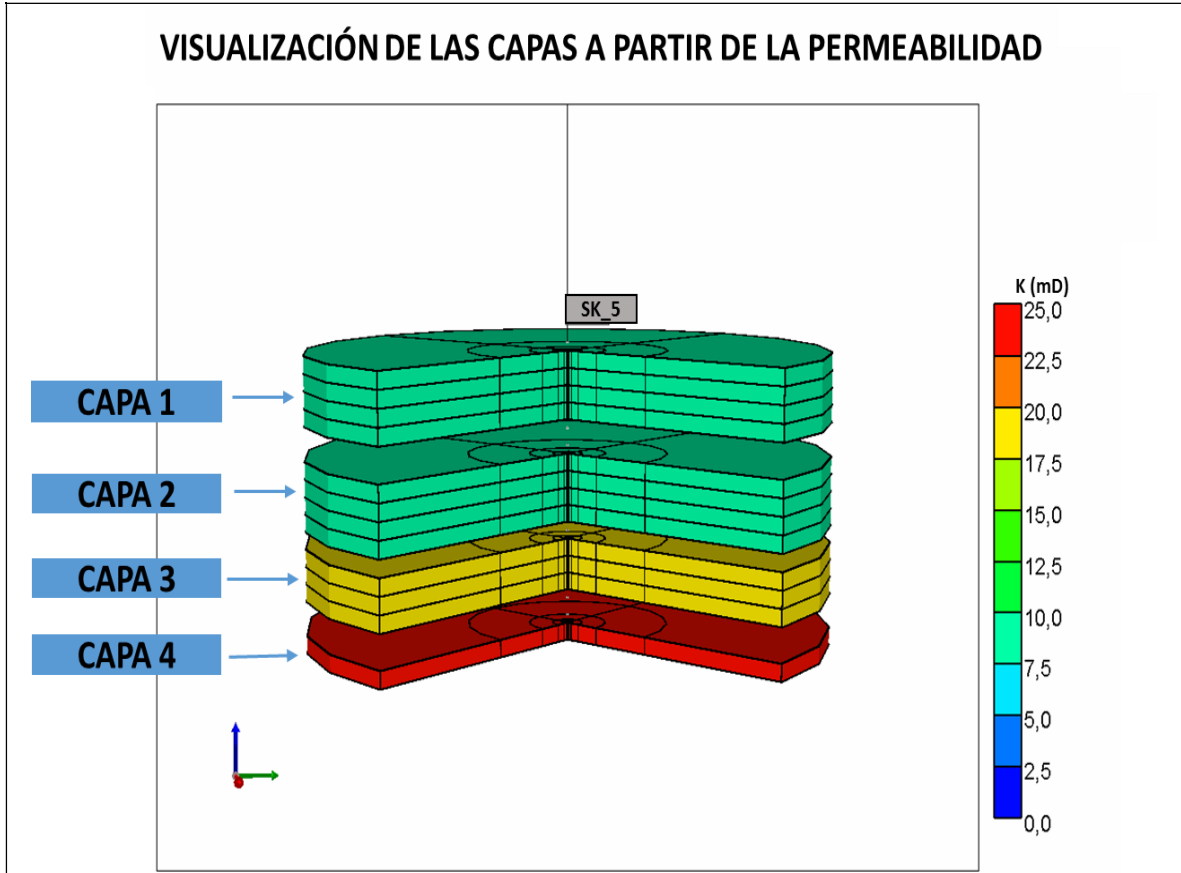 VISUALIZACIÓN DE LAS CAPAS A PARTIR DE LA PERMEABILIDAD
SK_5
K (mD)
CAPA 1
CAPA 2
CAPA 3
CAPA 4
25,0
22,5
20,0
17,5
15,0
12,5
10,0
7,5
5,0
2,5
0,0